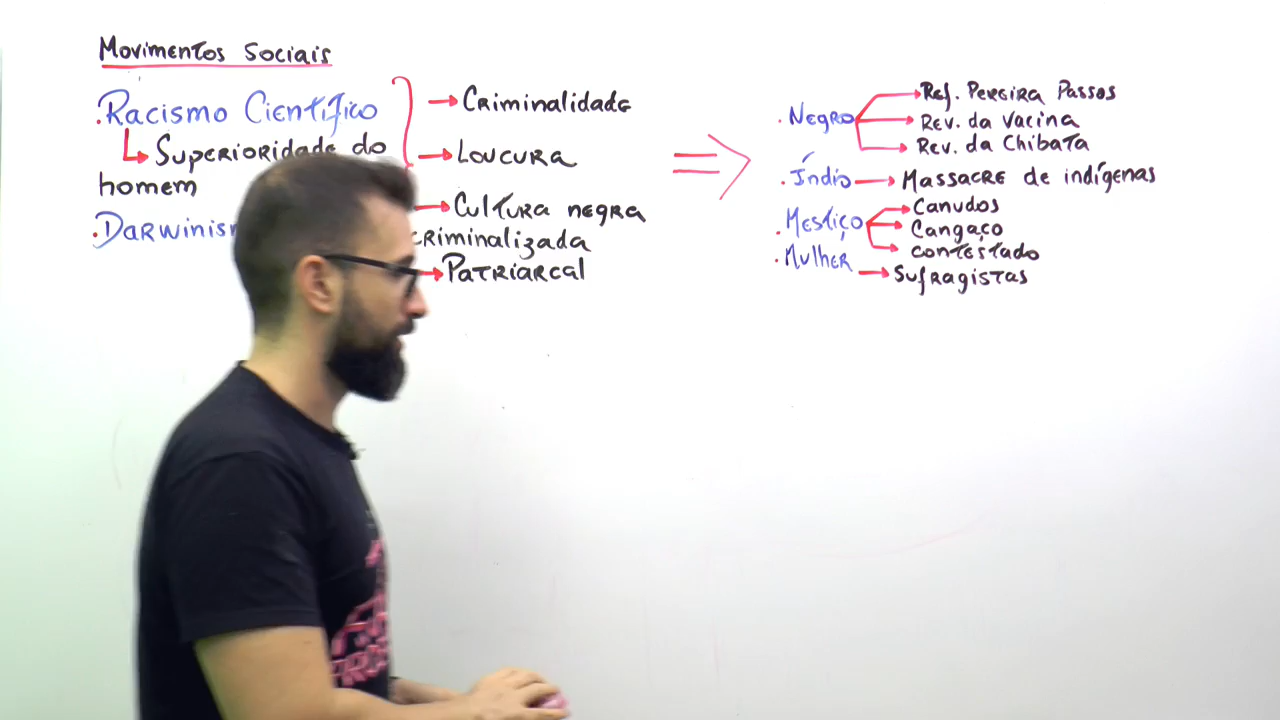 Movimentos Sociais
. Racismo Científico
Superioridade do
homem
. Darwinis
→ Criminalidade
→ Loucura
→ Cultura negra
criminalizada
→ Patriarcal
⇒
. Negro
→ Ref. Pereira Passos
→ Rev. da Vacina
→ Rev. da Chibata
. Índio → Massacre de indígenas
. Mestiço
→ Canudos
→ Cangaço
→ contestado
. Mulher
→ Sufragistas